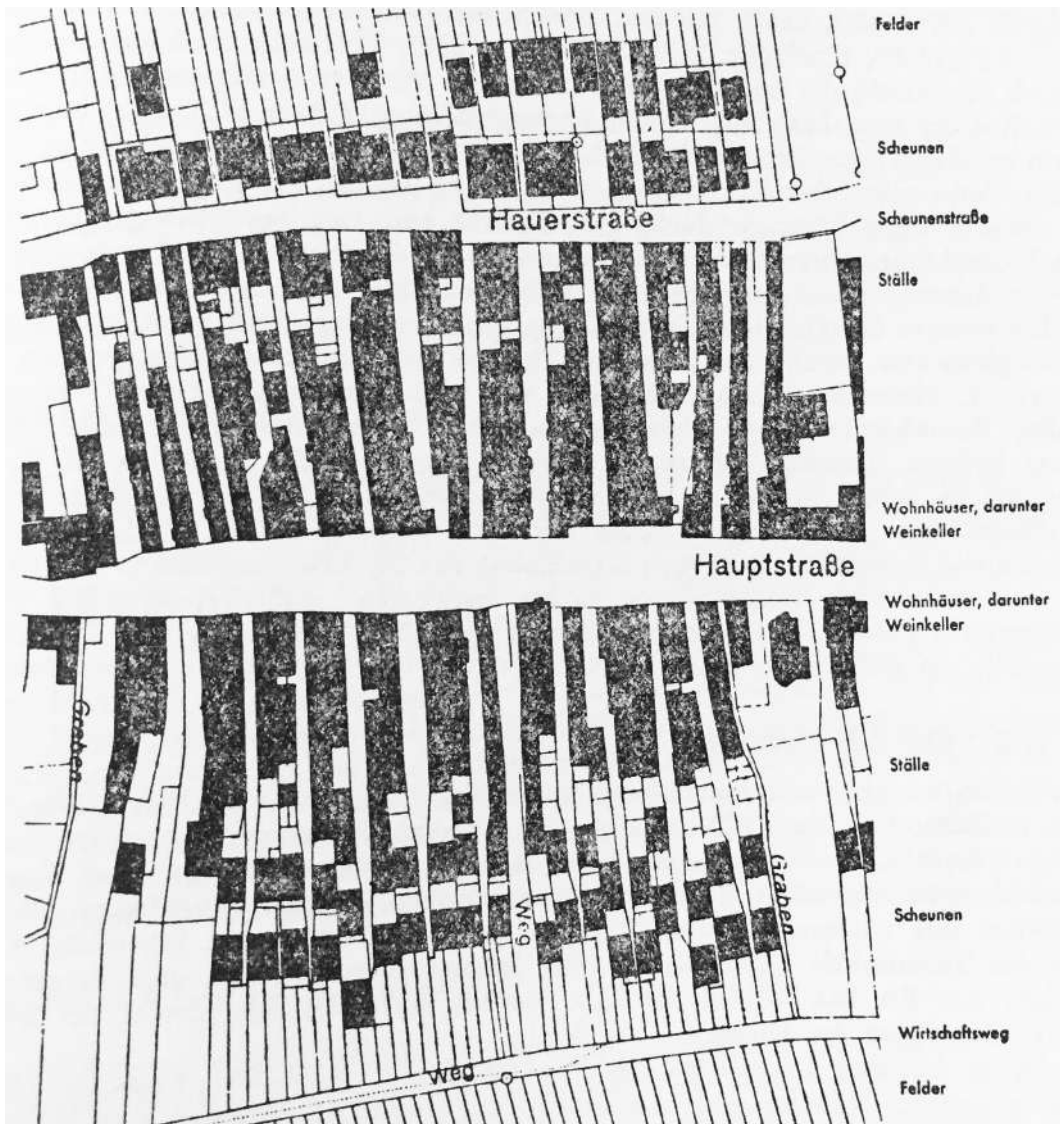 Felder
Scheunen
Hauerstraße
Scheunenstraße
Ställe
Wohnhäuser, darunter
Weinkeller
Hauptstraße
Wohnhäuser, darunter
Weinkeller
Graben
Ställe
Graben
Scheunen
Weg
Wirtschaftsweg
Weg
Felder